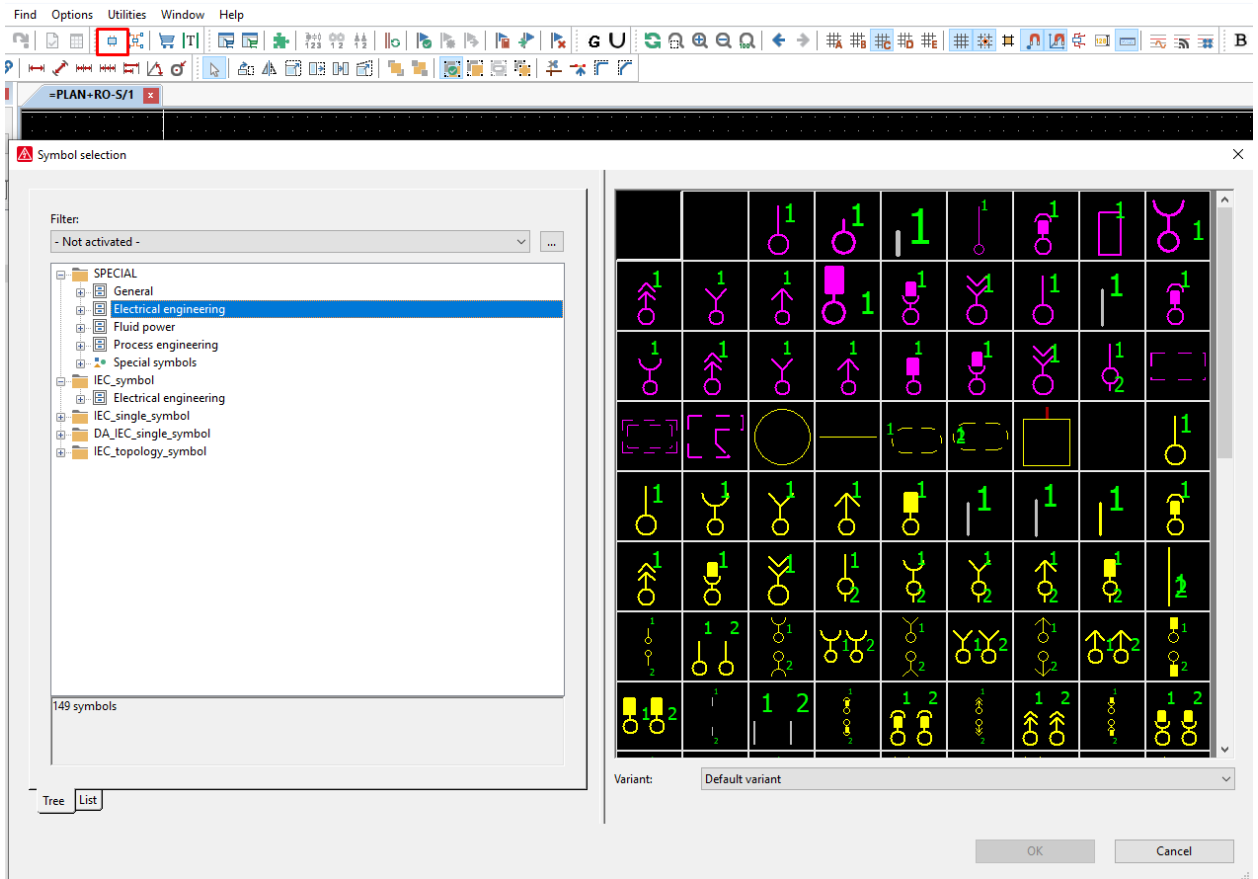 Find Options Utilities Window Help
G U B
=PLAN+RO-S/1
Symbol selection
Filter:
- Not activated -
...
SPECIAL
General
Electrical engineering
Fluid power
Process engineering
Special symbols
IEC_symbol
Electrical engineering
IEC_single_symbol
DA_IEC_single_symbol
IEC_topology_symbol
149 symbols
Tree List
Variant: Default variant
OK Cancel